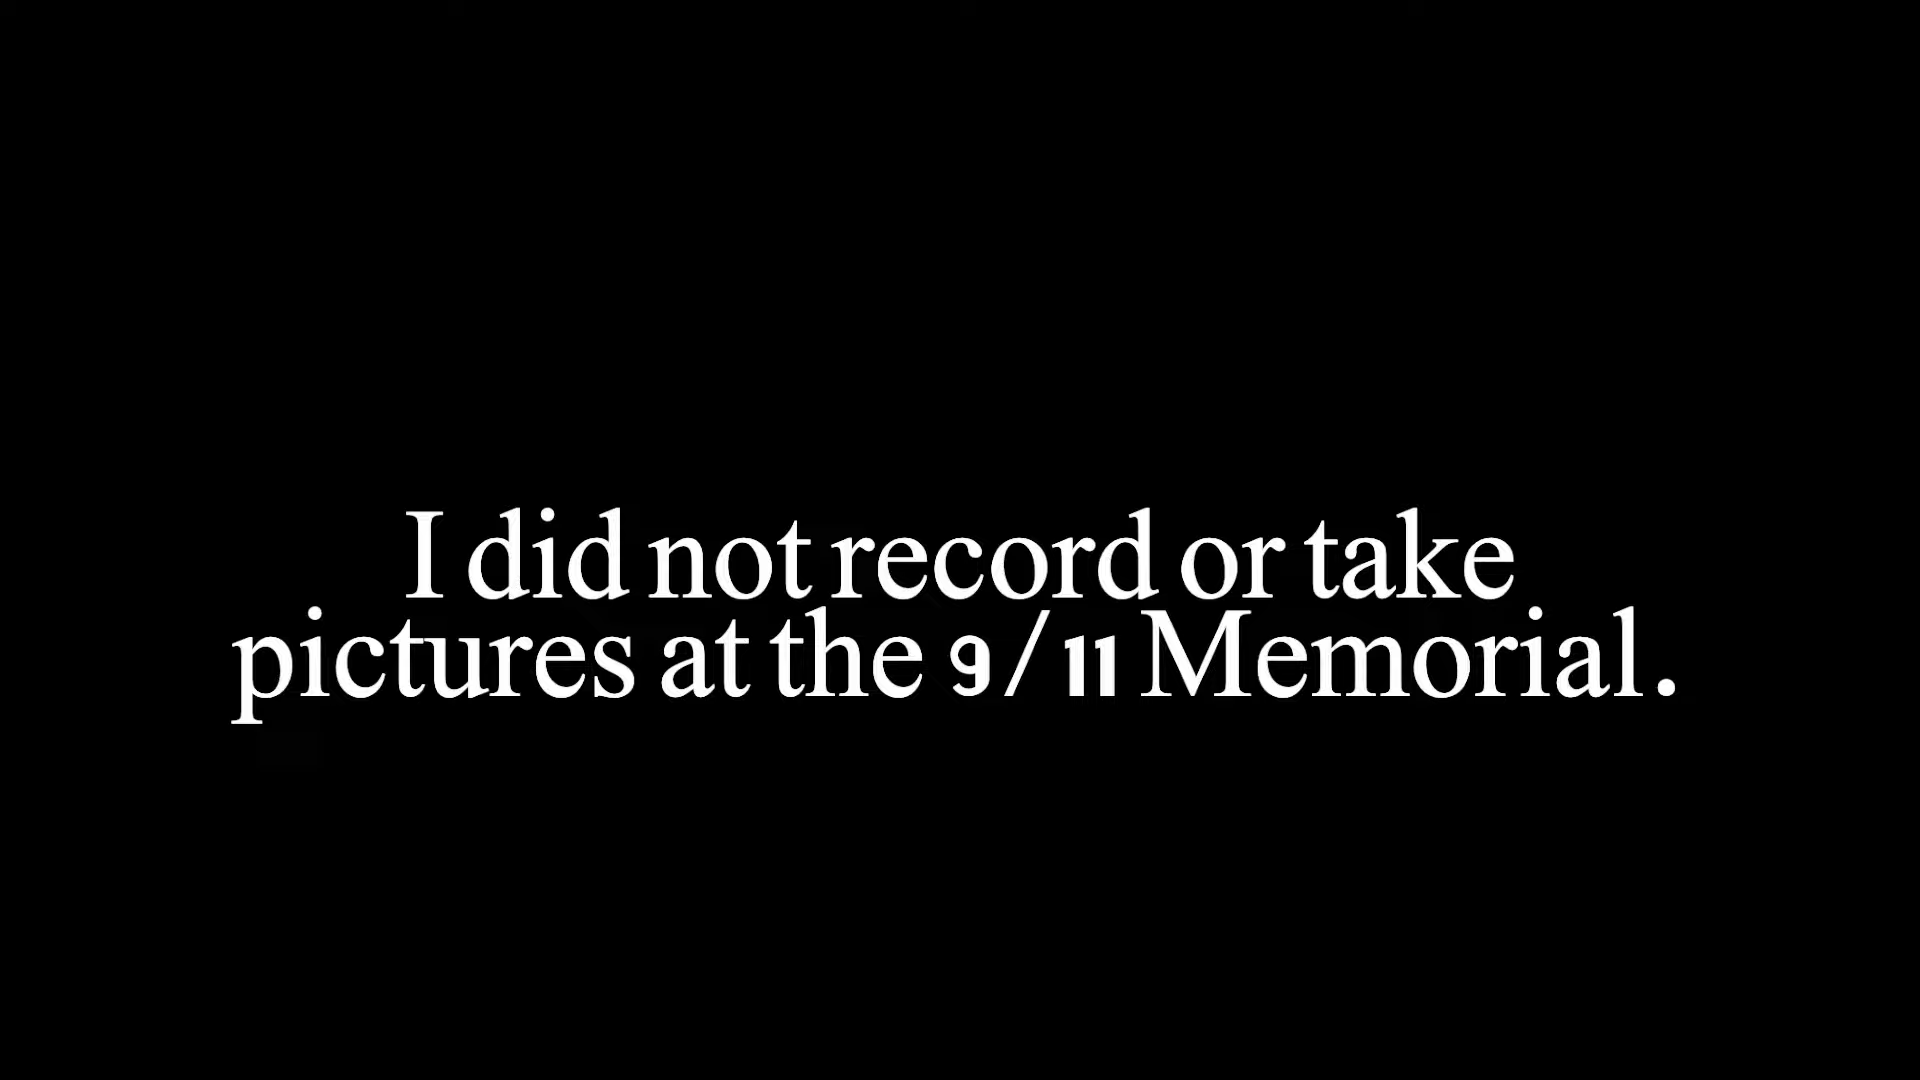 I did not record or take
pictures at the 9/11 Memorial.